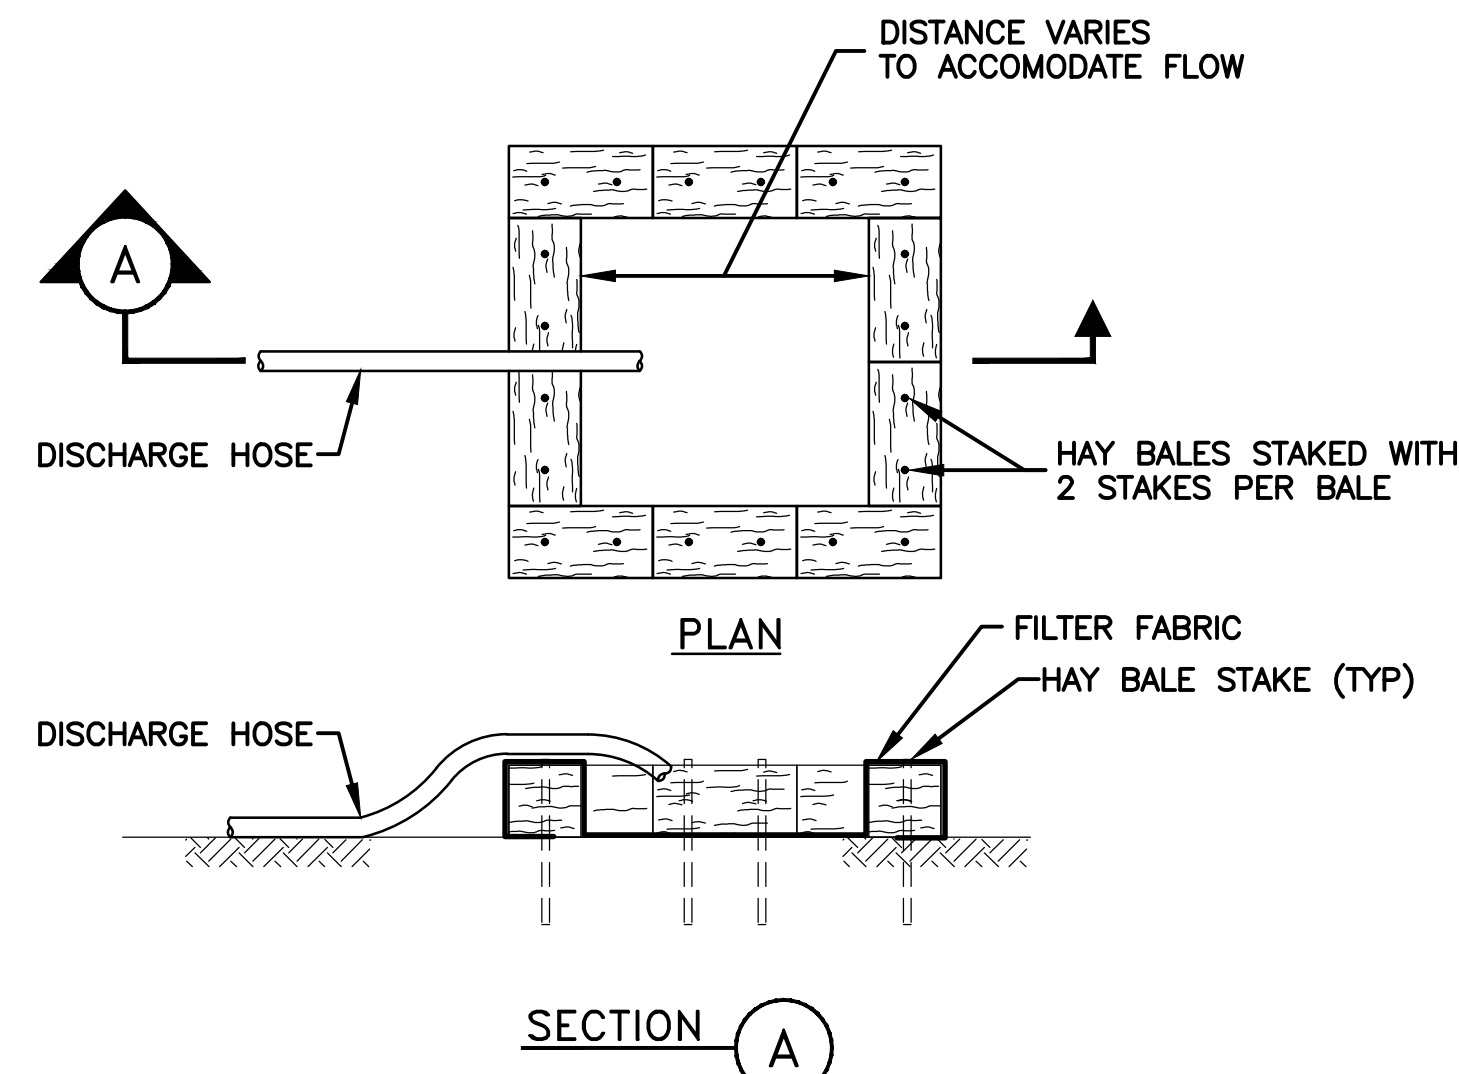 DISTANCE VARIES
TO ACCOMODATE FLOW
A
DISCHARGE HOSE
HAY BALES STAKED WITH
2 STAKES PER BALE
PLAN
FILTER FABRIC
HAY BALE STAKE (TYP)
DISCHARGE HOSE
SECTION A